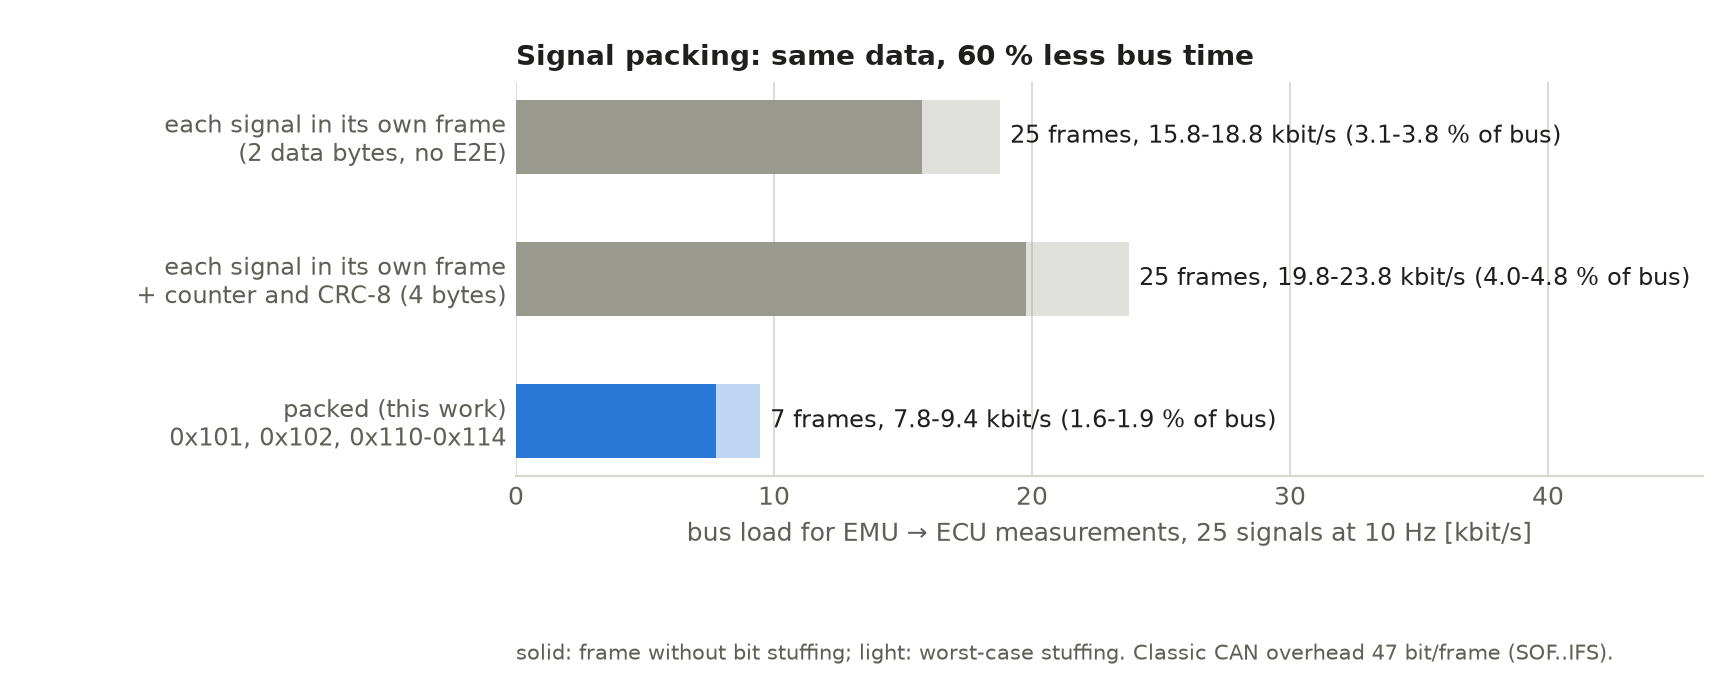 Signal packing: same data, 60 % less bus time
each signal in its own frame
(2 data bytes, no E2E)
25 frames, 15.8-18.8 kbit/s (3.1-3.8 % of bus)
each signal in its own frame
+ counter and CRC-8 (4 bytes)
25 frames, 19.8-23.8 kbit/s (4.0-4.8 % of bus)
packed (this work)
0x101, 0x102, 0x110-0x114
7 frames, 7.8-9.4 kbit/s (1.6-1.9 % of bus)
0 10 20 30 40
bus load for EMU → ECU measurements, 25 signals at 10 Hz [kbit/s]
solid: frame without bit stuffing; light: worst-case stuffing. Classic CAN overhead 47 bit/frame (SOF..IFS).